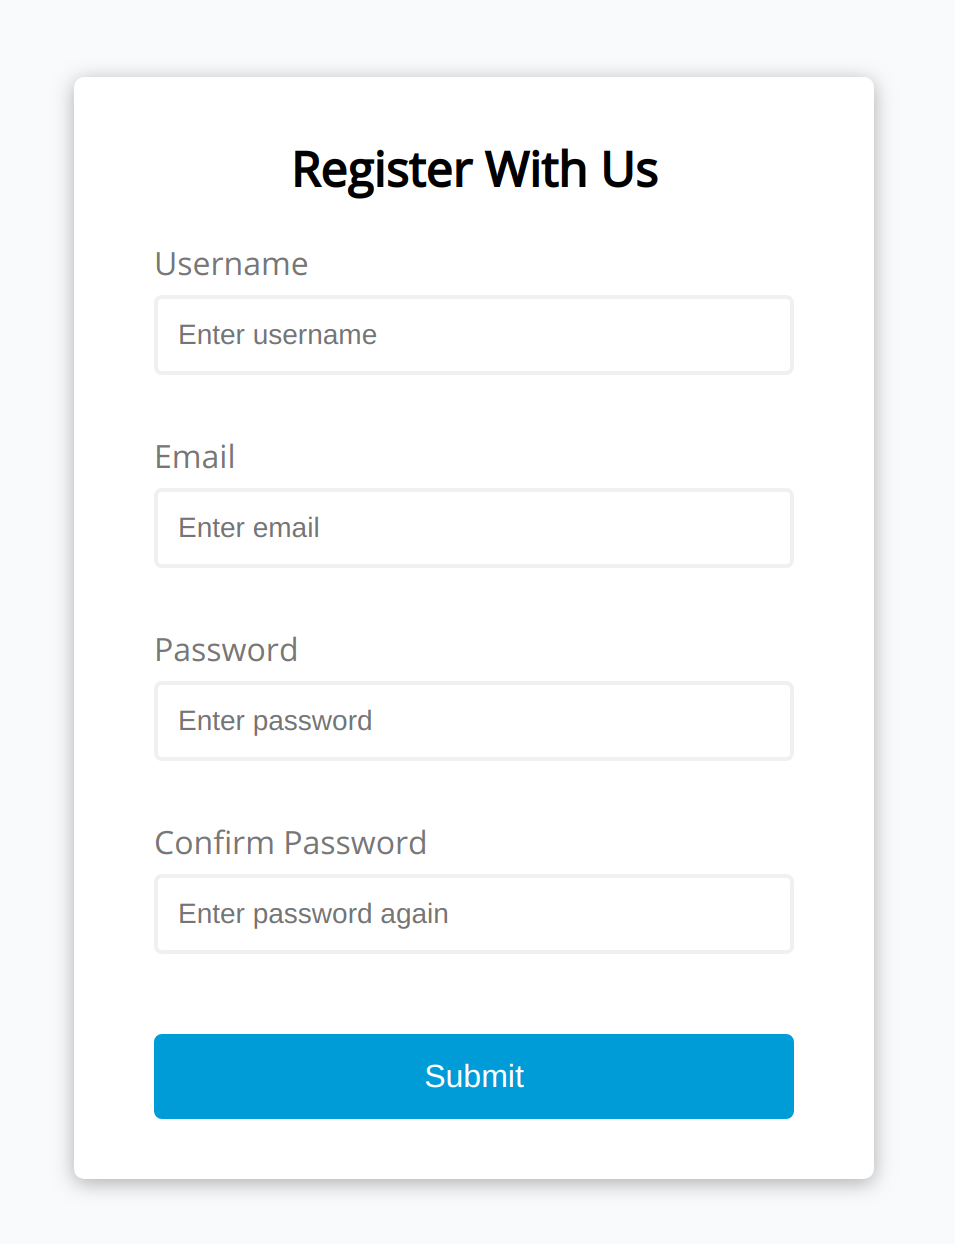 Register With Us
Username
Enter username
Email
Enter email
Password
Enter password
Confirm Password
Enter password again
Submit